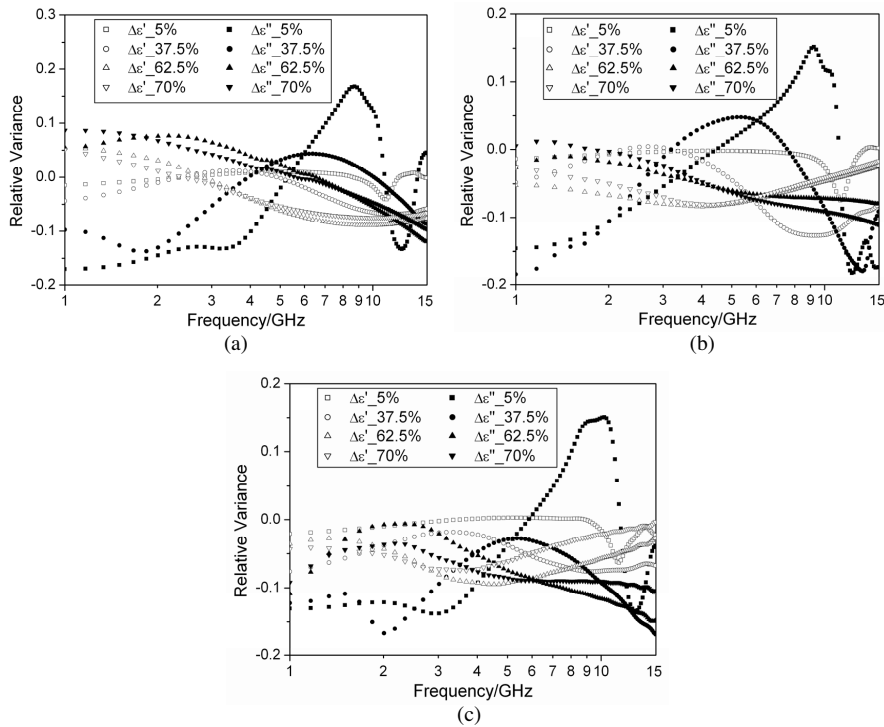 0.3
0.2
0.1
0.0
-0.1
-0.2
Relative Variance
Δε'_5% Δε"_5%
Δε'_37.5% Δε"_37.5%
Δε'_62.5% Δε"_62.5%
Δε'_70% Δε"_70%
1 2 3 4 5 6 7 8 9 10 15
Frequency/GHz
(a)
0.2
0.1
0.0
-0.1
-0.2
Relative Variance
Δε'_5% Δε"_5%
Δε'_37.5% Δε"_37.5%
Δε'_62.5% Δε"_62.5%
Δε'_70% Δε"_70%
1 2 3 4 5 6 7 8 9 10 15
Frequency/GHz
(b)
0.2
0.1
0.0
-0.1
-0.2
Relative Variance
Δε'_5% Δε"_5%
Δε'_37.5% Δε"_37.5%
Δε'_62.5% Δε"_62.5%
Δε'_70% Δε"_70%
1 2 3 4 5 6 7 8 9 10 15
Frequency/GHz
(c)